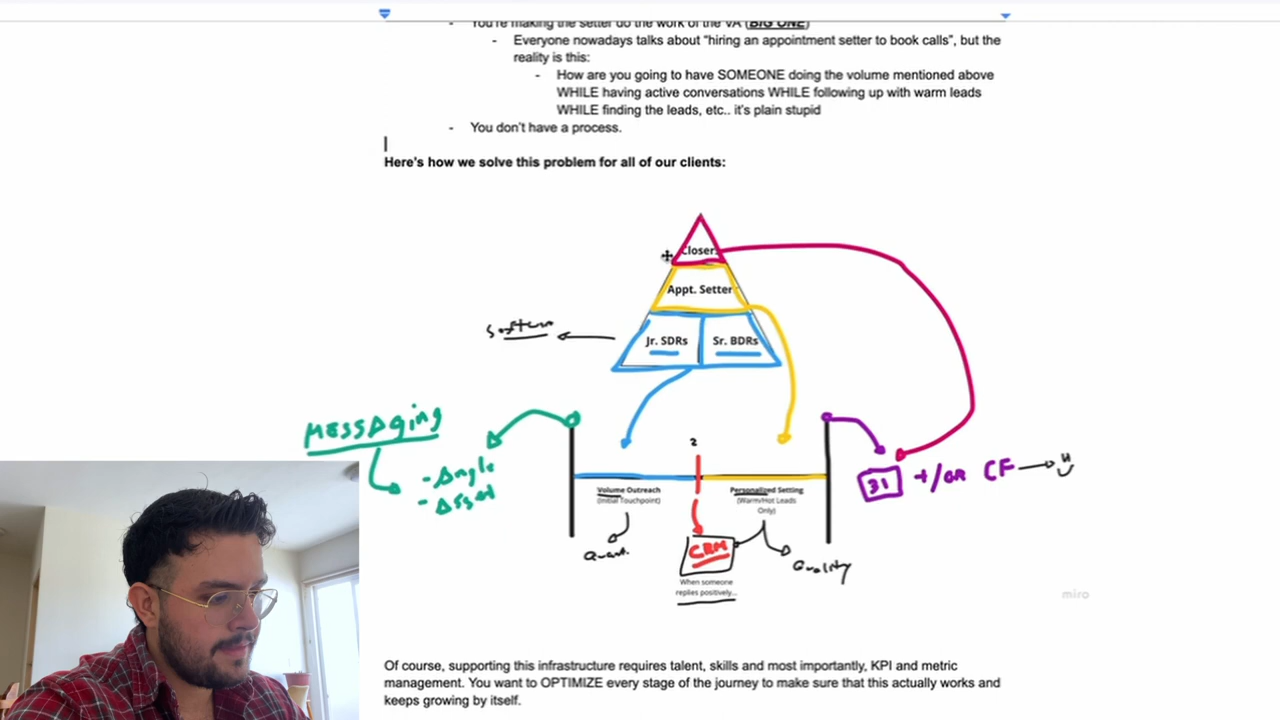 - You're making the setter do the work of the VA (BIG ONE)
- Everyone nowadays talks about “hiring an appointment setter to book calls”, but the
reality is this:
- How are you going to have SOMEONE doing the volume mentioned above
WHILE having active conversations WHILE following up with warm leads
WHILE finding the leads, etc.. it's plain stupid
- You don't have a process.
Here's how we solve this problem for all of our clients:
Closer
Appt. Setter
Jr. SDRs
Sr. BDRs
System
MESSAGING
- Angle
- Asset
2
Volume Outreach
(Initial Touchpoint)
Personalized Setting
(Warm/Hot Leads
Only)
31 +/OR CF
Quant.
CRM
Quality
When someone
replies positively...
miro
Of course, supporting this infrastructure requires talent, skills and most importantly, KPI and metric
management. You want to OPTIMIZE every stage of the journey to make sure that this actually works and
keeps growing by itself.